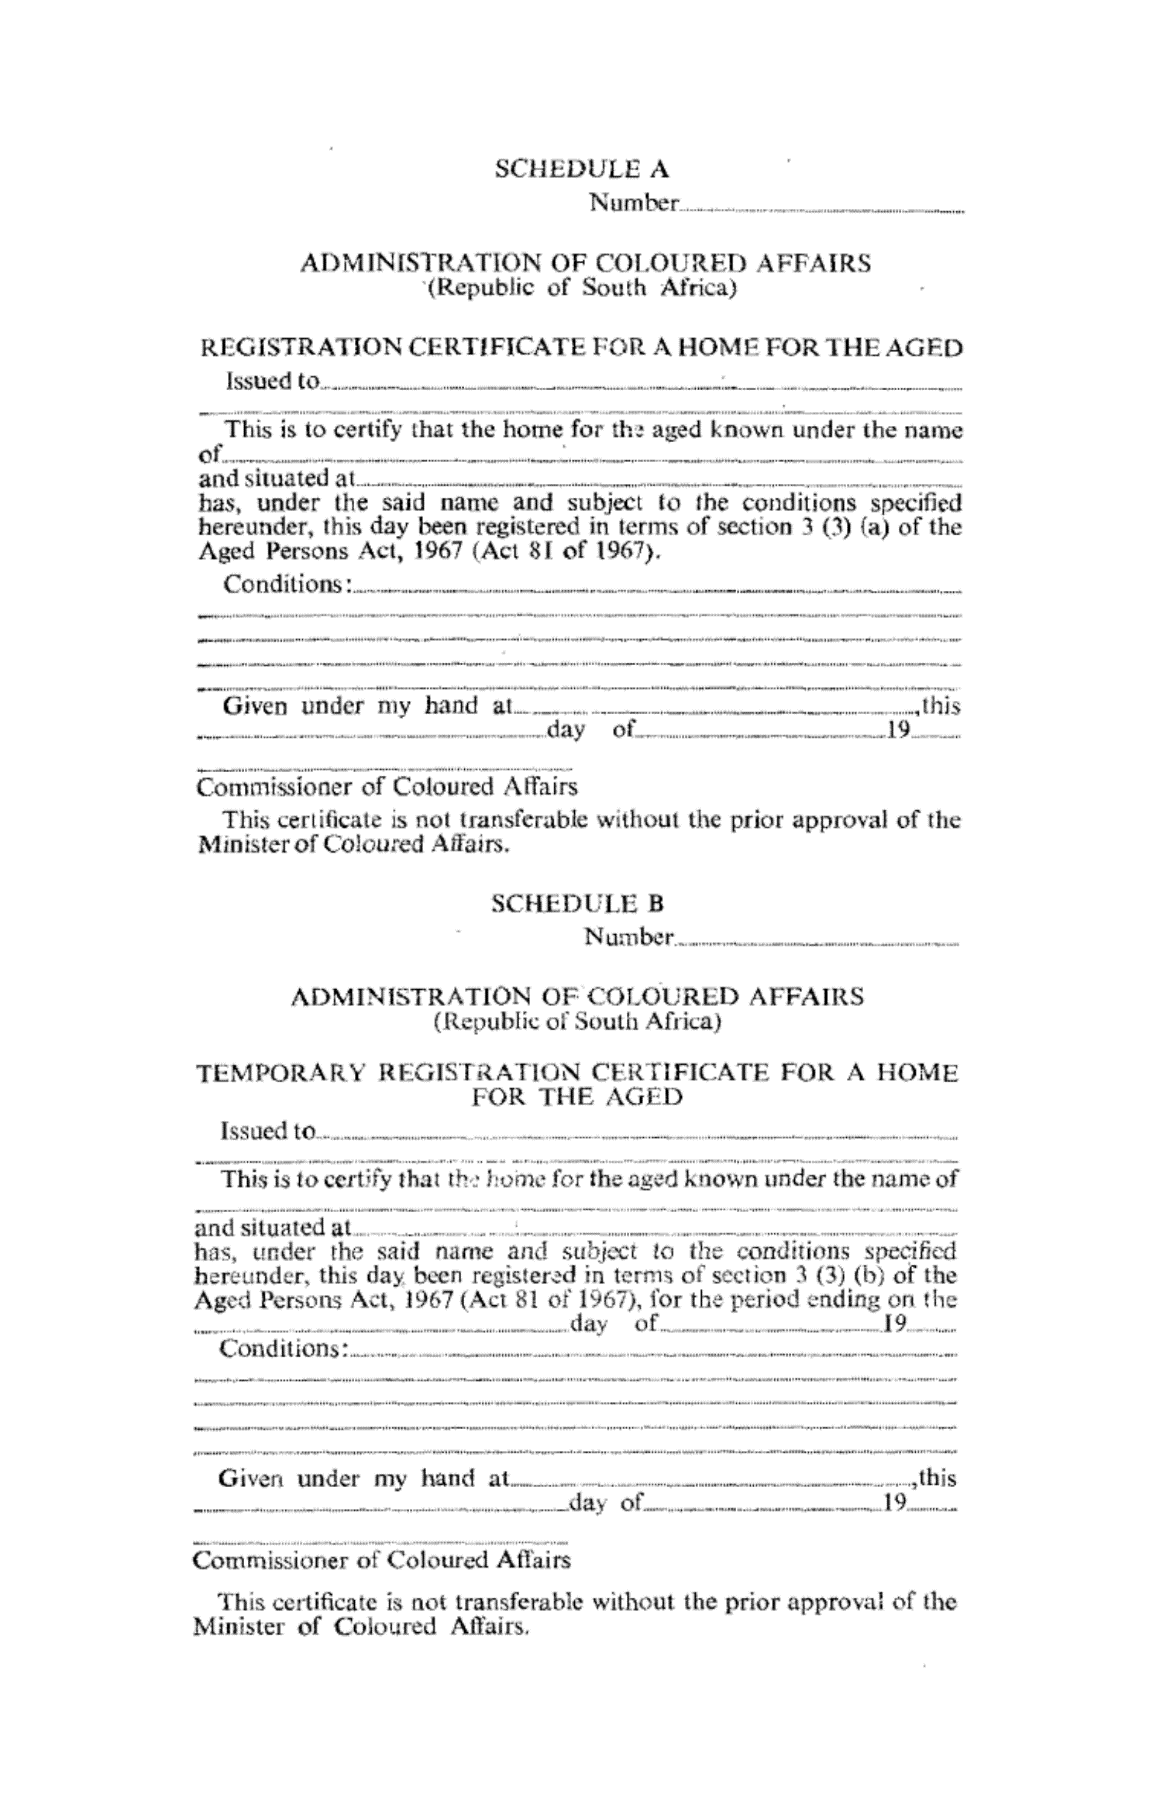 SCHEDULE A
Number
ADMINISTRATION OF COLOURED AFFAIRS
(Republic of South Africa)
REGISTRATION CERTIFICATE FOR A HOME FOR THE AGED
Issued to
This is to certify that the home for the aged known under the name
of
and situated at
has, under the said name and subject to the conditions specified
hereunder, this day been registered in terms of section 3 (3) (a) of the
Aged Persons Act, 1967 (Act 81 of 1967).
Conditions:
Given under my hand at ,this
day of 19
Commissioner of Coloured Affairs
This certificate is not transferable without the prior approval of the
Minister of Coloured Affairs.
SCHEDULE B
Number
ADMINISTRATION OF COLOURED AFFAIRS
(Republic of South Africa)
TEMPORARY REGISTRATION CERTIFICATE FOR A HOME
FOR THE AGED
Issued to
This is to certify that the home for the aged known under the name of
and situated at
has, under the said name and subject to the conditions specified
hereunder, this day been registered in terms of section 3 (3) (b) of the
Aged Persons Act, 1967 (Act 81 of 1967), for the period ending on the
day of 19
Conditions:
Given under my hand at ,this
day of 19
Commissioner of Coloured Affairs
This certificate is not transferable without the prior approval of the
Minister of Coloured Affairs.